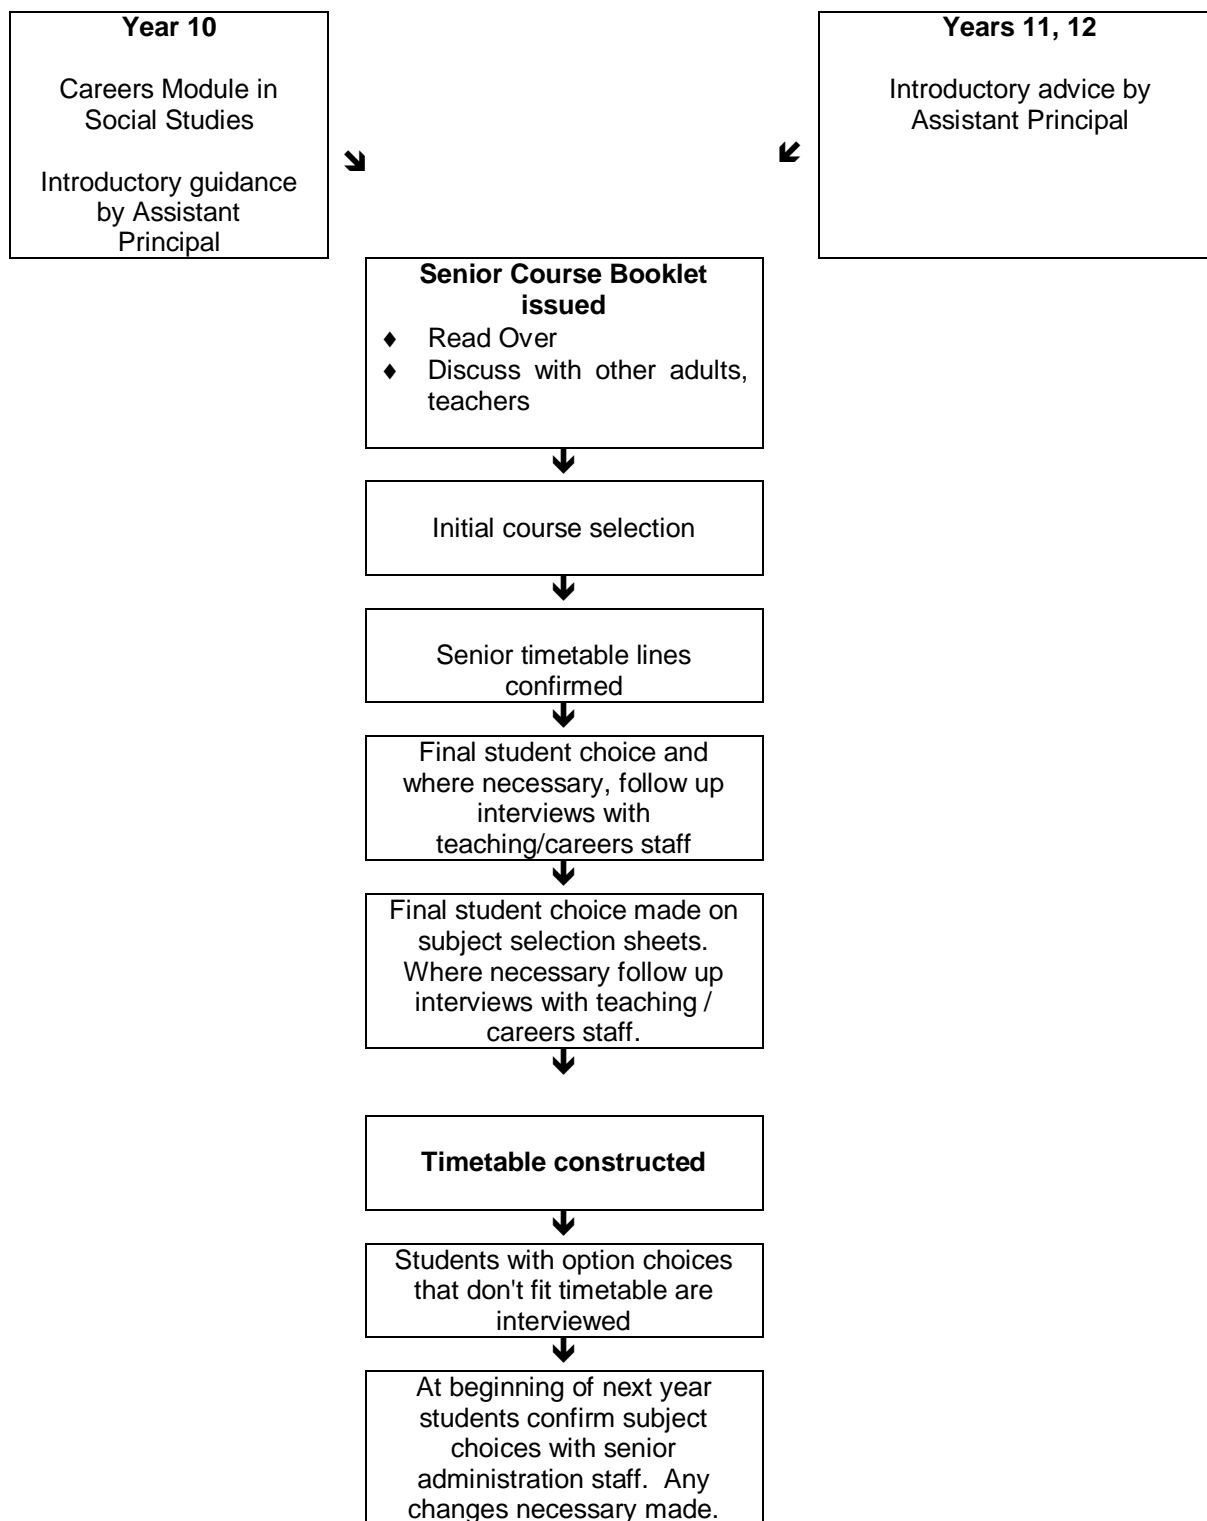 Year 10
Careers Module in
Social Studies
Introductory guidance
by Assistant
Principal
Years 11, 12
Introductory advice by
Assistant Principal
Senior Course Booklet
issued
♦ Read Over
♦ Discuss with other adults,
teachers
Initial course selection
Senior timetable lines
confirmed
Final student choice and
where necessary, follow up
interviews with
teaching/careers staff
Final student choice made on
subject selection sheets.
Where necessary follow up
interviews with teaching /
careers staff.
Timetable constructed
Students with option choices
that don't fit timetable are
interviewed
At beginning of next year
students confirm subject
choices with senior
administration staff.  Any
changes necessary made.